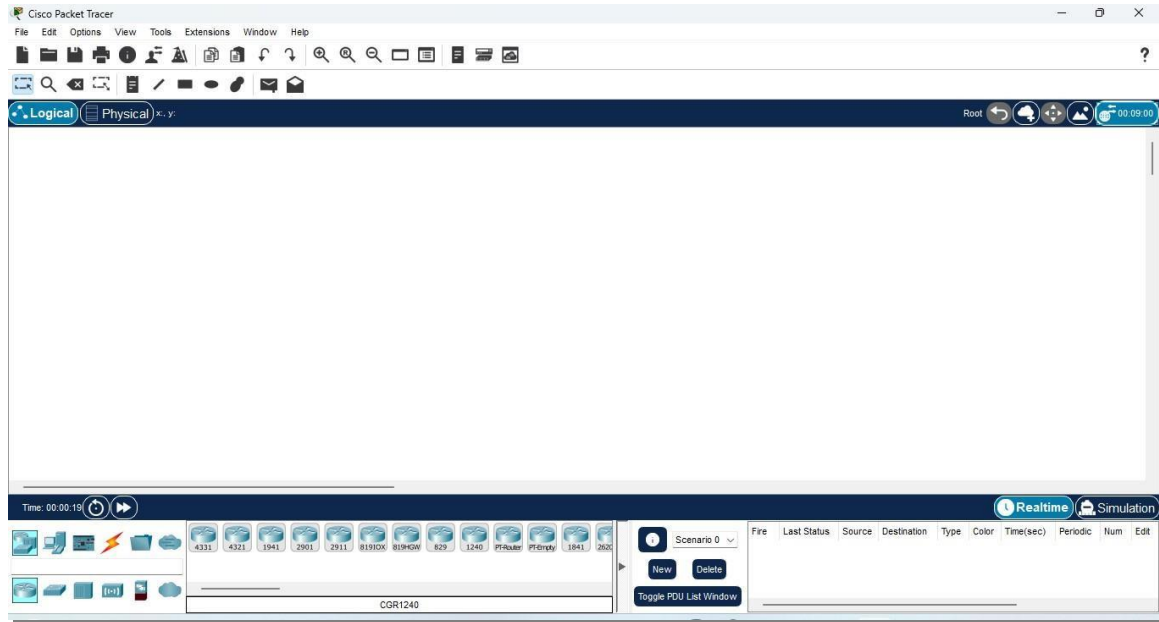 Cisco Packet Tracer
File Edit Options View Tools Extensions Window Help
?
Logical Physical x:, y: Root 00:09:00
Time: 00:00:19 Realtime Simulation
4331 4321 1941 2901 2911 819IOX 819HGW 829 1240 PT-Router PT-Empty 1841 262
Scenario 0
Fire Last Status Source Destination Type Color Time(sec) Periodic Num Edit
New Delete
Toggle PDU List Window
CGR1240